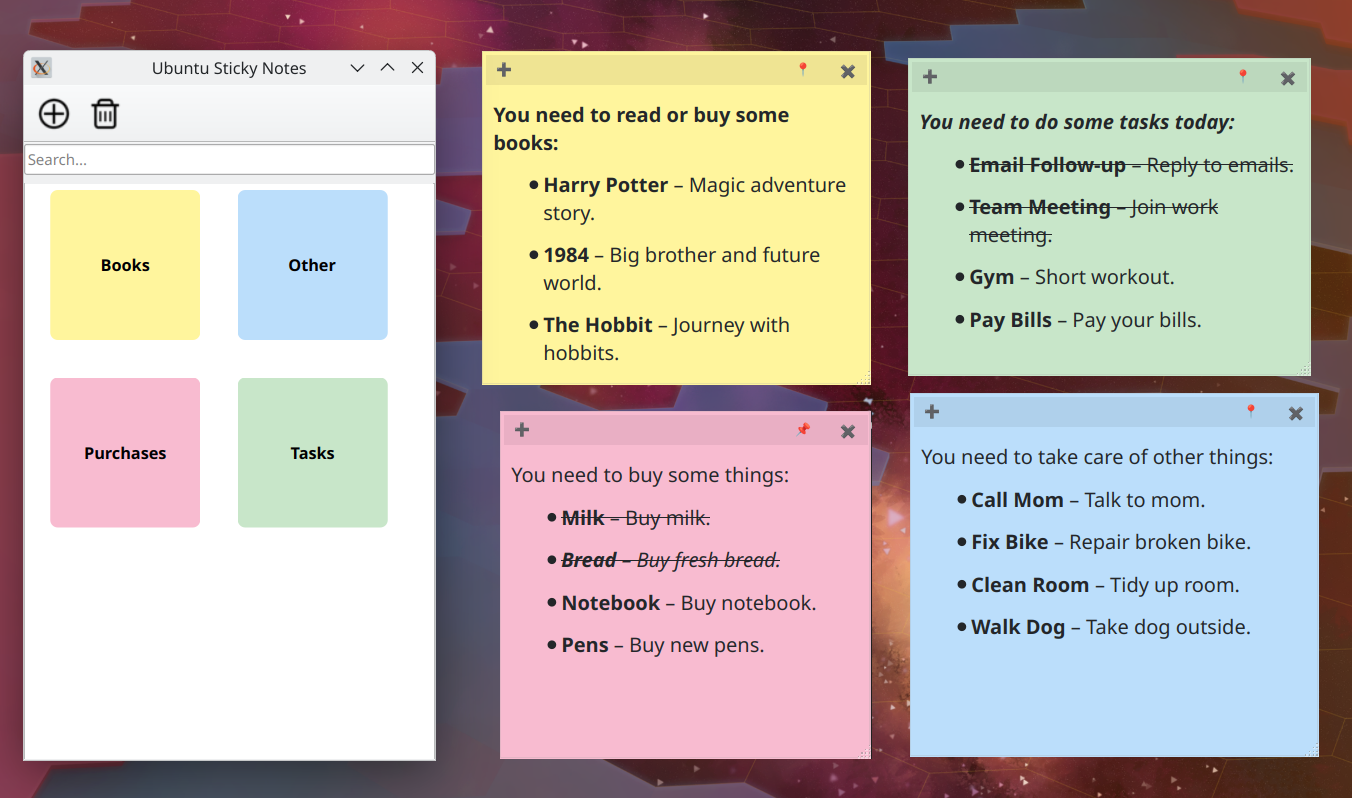 Ubuntu Sticky Notes
Search...
Books
Other
Purchases
Tasks
You need to read or buy some
books:
• Harry Potter – Magic adventure
story.
• 1984 – Big brother and future
world.
• The Hobbit – Journey with
hobbits.
You need to do some tasks today:
• Email Follow-up – Reply to emails.
• Team Meeting – Join work
meeting.
• Gym – Short workout.
• Pay Bills – Pay your bills.
You need to buy some things:
• Milk – Buy milk.
• Bread – Buy fresh bread.
• Notebook – Buy notebook.
• Pens – Buy new pens.
You need to take care of other things:
• Call Mom – Talk to mom.
• Fix Bike – Repair broken bike.
• Clean Room – Tidy up room.
• Walk Dog – Take dog outside.